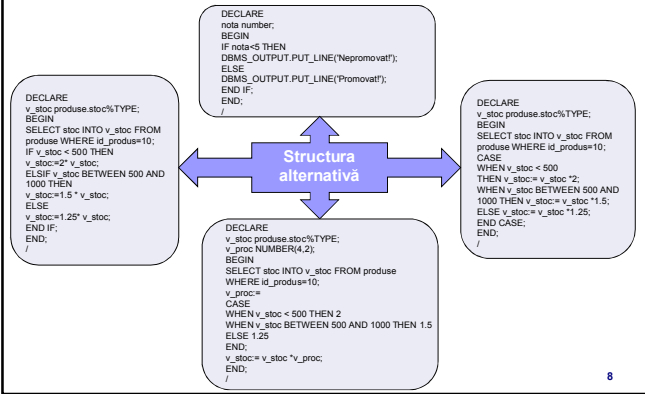 DECLARE
nota number;
BEGIN
IF nota<5 THEN
DBMS_OUTPUT.PUT_LINE('Nepromovat!');
ELSE
DBMS_OUTPUT.PUT_LINE('Promovat!');
END IF;
END;
/
DECLARE
v_stoc produse.stoc%TYPE;
BEGIN
SELECT stoc INTO v_stoc FROM
produse WHERE id_produs=10;
IF v_stoc < 500 THEN
v_stoc:=2* v_stoc;
ELSIF v_stoc BETWEEN 500 AND
1000 THEN
v_stoc:=1.5 * v_stoc;
ELSE
v_stoc:=1.25* v_stoc;
END IF;
END;
/
Structura
alternativă
DECLARE
v_stoc produse.stoc%TYPE;
BEGIN
SELECT stoc INTO v_stoc FROM
produse WHERE id_produs=10;
CASE
WHEN v_stoc < 500
THEN v_stoc:= v_stoc *2;
WHEN v_stoc BETWEEN 500 AND
1000 THEN v_stoc:= v_stoc *1.5;
ELSE v_stoc:= v_stoc *1.25;
END CASE;
END;
/
DECLARE
v_stoc produse.stoc%TYPE;
v_proc NUMBER(4,2);
BEGIN
SELECT stoc INTO v_stoc FROM produse
WHERE id_produs=10;
v_proc:=
CASE
WHEN v_stoc < 500 THEN 2
WHEN v_stoc BETWEEN 500 AND 1000 THEN 1.5
ELSE 1.25
END;
v_stoc:= v_stoc *v_proc;
END;
/
8